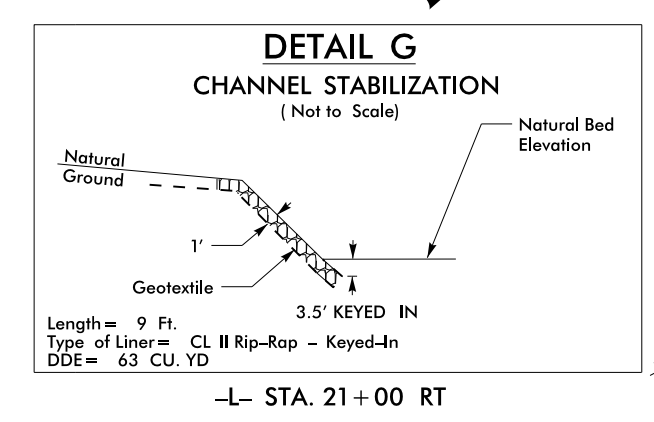 DETAIL G
CHANNEL STABILIZATION
( Not to Scale)
Natural Bed
Elevation
Natural
Ground
1'
Geotextile
3.5' KEYED IN
Length= 9 Ft.
Type of Liner= CL II Rip-Rap - Keyed-In
DDE= 63 CU. YD
-L- STA. 21+00 RT